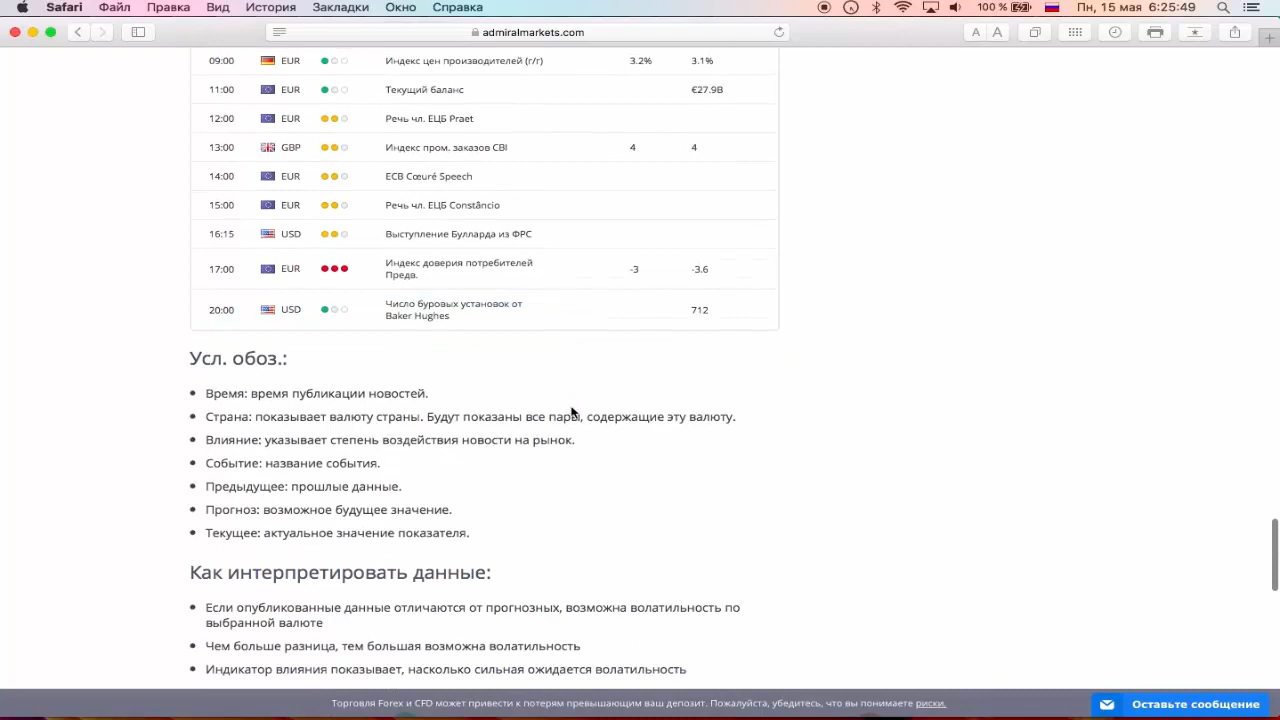 Safari Файл Правка Вид История Закладки Окно Справка 100 % Пн, 15 мая 6:25:49
admiralmarkets.com A A
09:00 EUR Индекс цен производителей (г/г) 3.2% 3.1%
11:00 EUR Текущий баланс €27.9B
12:00 EUR Речь чл. ЕЦБ Praet
13:00 GBP Индекс пром. заказов CBI 4 4
14:00 EUR ECB Cœuré Speech
15:00 EUR Речь чл. ЕЦБ Constâncio
16:15 USD Выступление Булларда из ФРС
17:00 EUR Индекс доверия потребителей -3 -3.6
Предв.
20:00 USD Число буровых установок от 712
Baker Hughes
Усл. обоз.:
Время: время публикации новостей.
Страна: показывает валюту страны. Будут показаны все пары, содержащие эту валюту.
Влияние: указывает степень воздействия новости на рынок.
Событие: название события.
Предыдущее: прошлые данные.
Прогноз: возможное будущее значение.
Текущее: актуальное значение показателя.
Как интерпретировать данные:
Если опубликованные данные отличаются от прогнозных, возможна волатильность по
выбранной валюте
Чем больше разница, тем большая возможна волатильность
Индикатор влияния показывает, насколько сильная ожидается волатильность
Торговля Forex и CFD может привести к потерям превышающим ваш депозит. Пожалуйста, убедитесь, что вы понимаете риски.
Оставьте сообщение